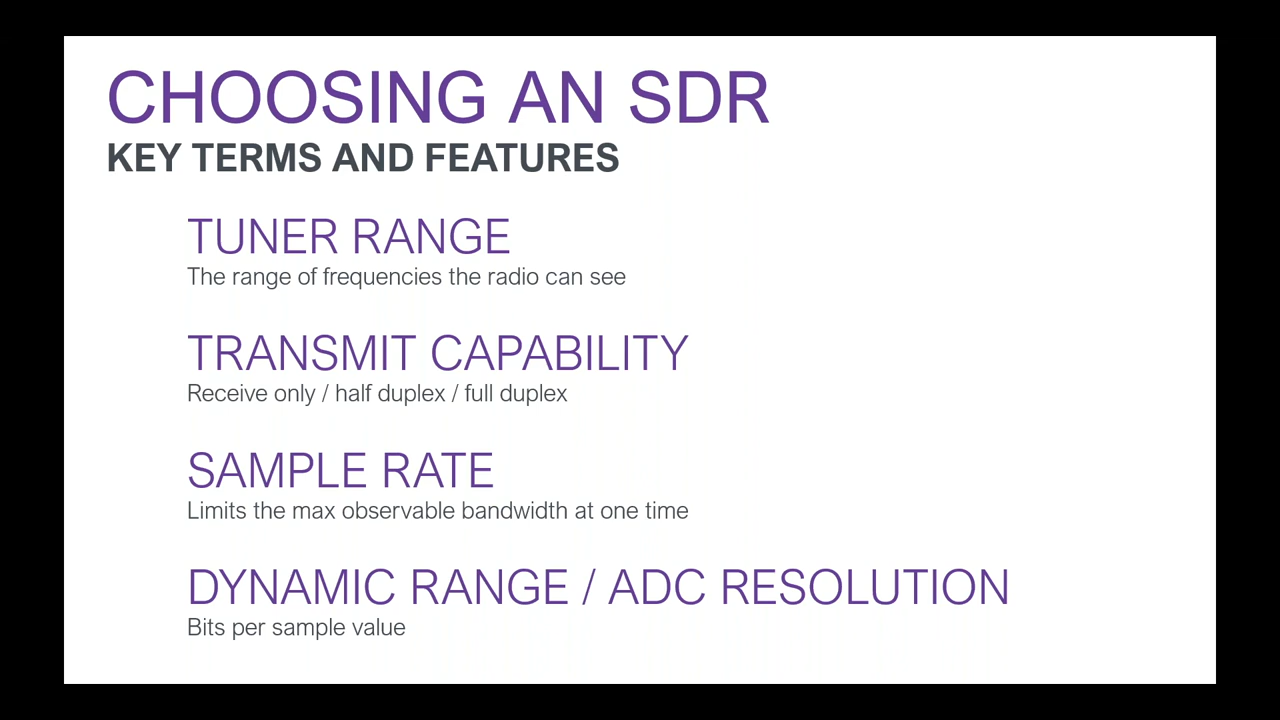 CHOOSING AN SDR
KEY TERMS AND FEATURES
TUNER RANGE
The range of frequencies the radio can see
TRANSMIT CAPABILITY
Receive only / half duplex / full duplex
SAMPLE RATE
Limits the max observable bandwidth at one time
DYNAMIC RANGE / ADC RESOLUTION
Bits per sample value